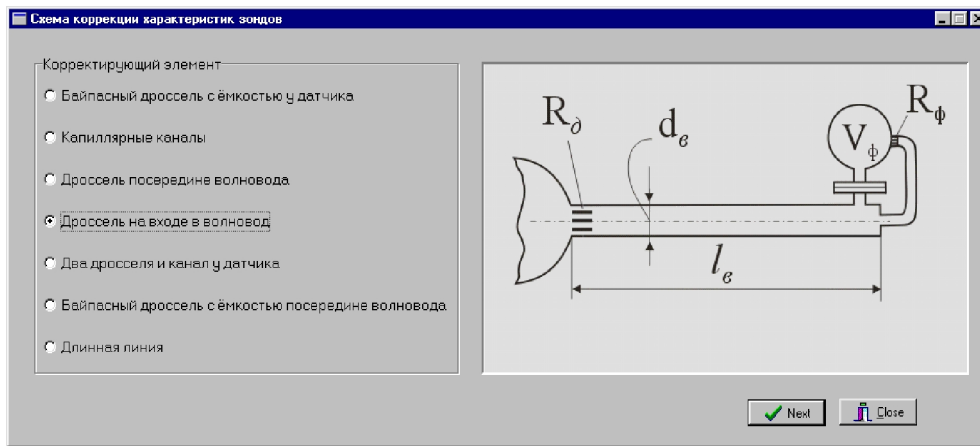 Схема коррекции характеристик зондов
Корректирующий элемент
Байпасный дроссель с ёмкостью у датчика
Капиллярные каналы
Дроссель посередине волновода
Дроссель на входе в волновод
Два дросселя и канал у датчика
Байпасный дроссель с ёмкостью посередине волновода
Длинная линия
Rд
dв
Vф
Rф
lв
Next
Close